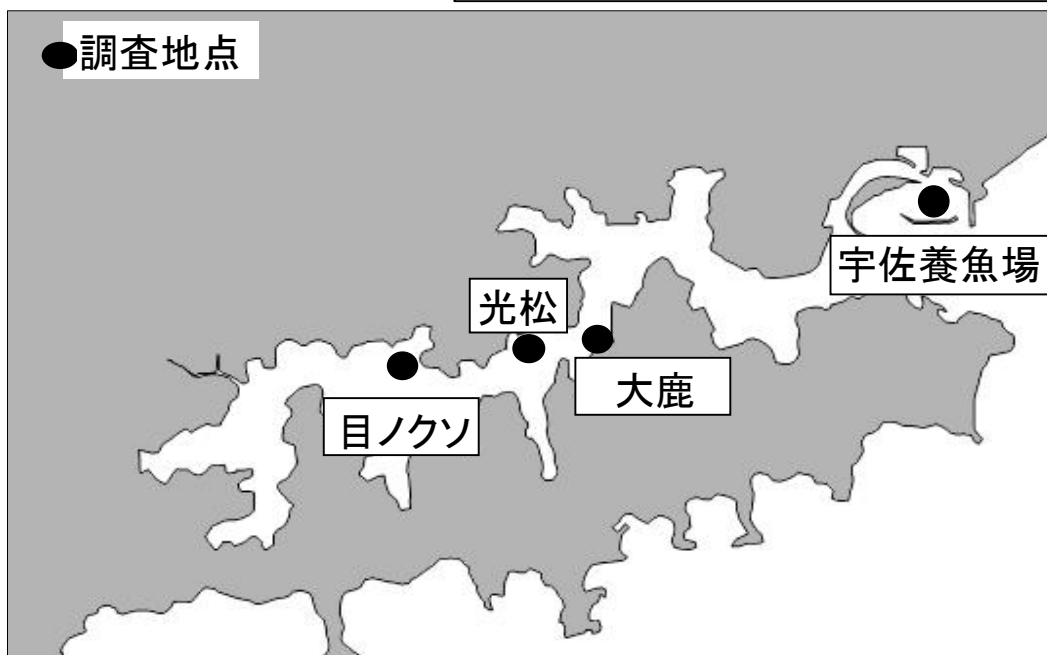 ●調査地点
宇佐養魚場
光松
大鹿
目ノクソ